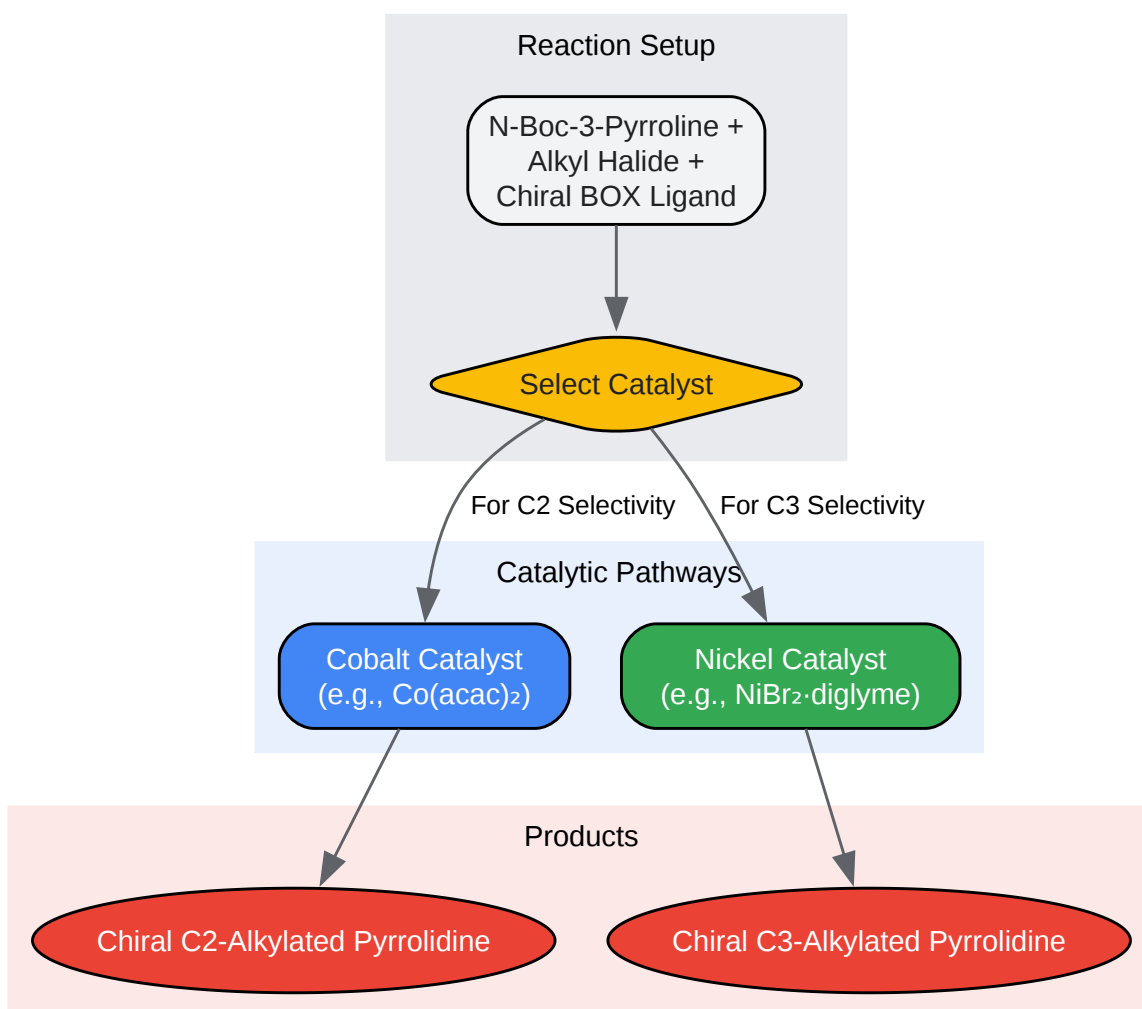 Reaction Setup
N-Boc-3-Pyrroline +
Alkyl Halide +
Chiral BOX Ligand
Select Catalyst
For C2 Selectivity
For C3 Selectivity
Catalytic Pathways
Cobalt Catalyst
(e.g., Co(acac)₂)
Nickel Catalyst
(e.g., NiBr₂·diglyme)
Products
Chiral C2-Alkylated Pyrrolidine
Chiral C3-Alkylated Pyrrolidine